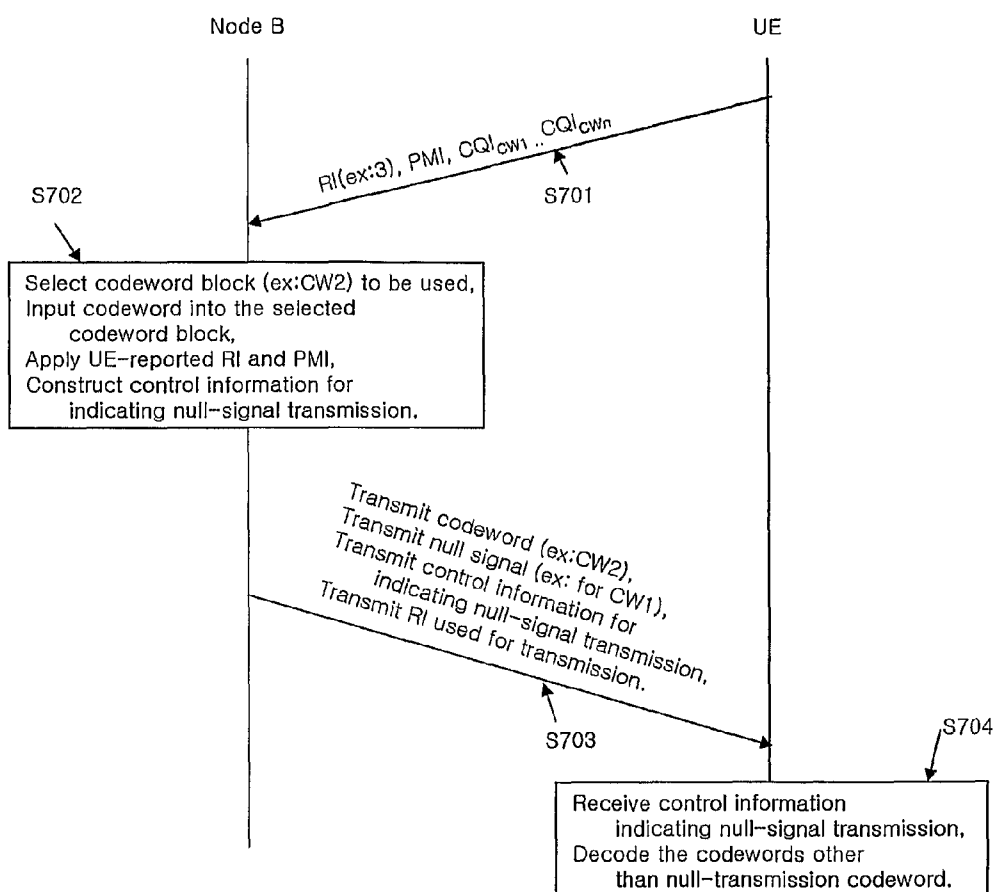 Node B
UE
RI(ex:3), PMI, CQI_CW1 .. CQI_CWn
S701
S702
Select codeword block (ex:CW2) to be used,
Input codeword into the selected
codeword block,
Apply UE-reported RI and PMI,
Construct control information for
indicating null-signal transmission.
Transmit codeword (ex:CW2),
Transmit null signal (ex: for CW1),
Transmit control information for
indicating null-signal transmission,
Transmit RI used for transmission.
S703
S704
Receive control information
indicating null-signal transmission,
Decode the codewords other
than null-transmission codeword.